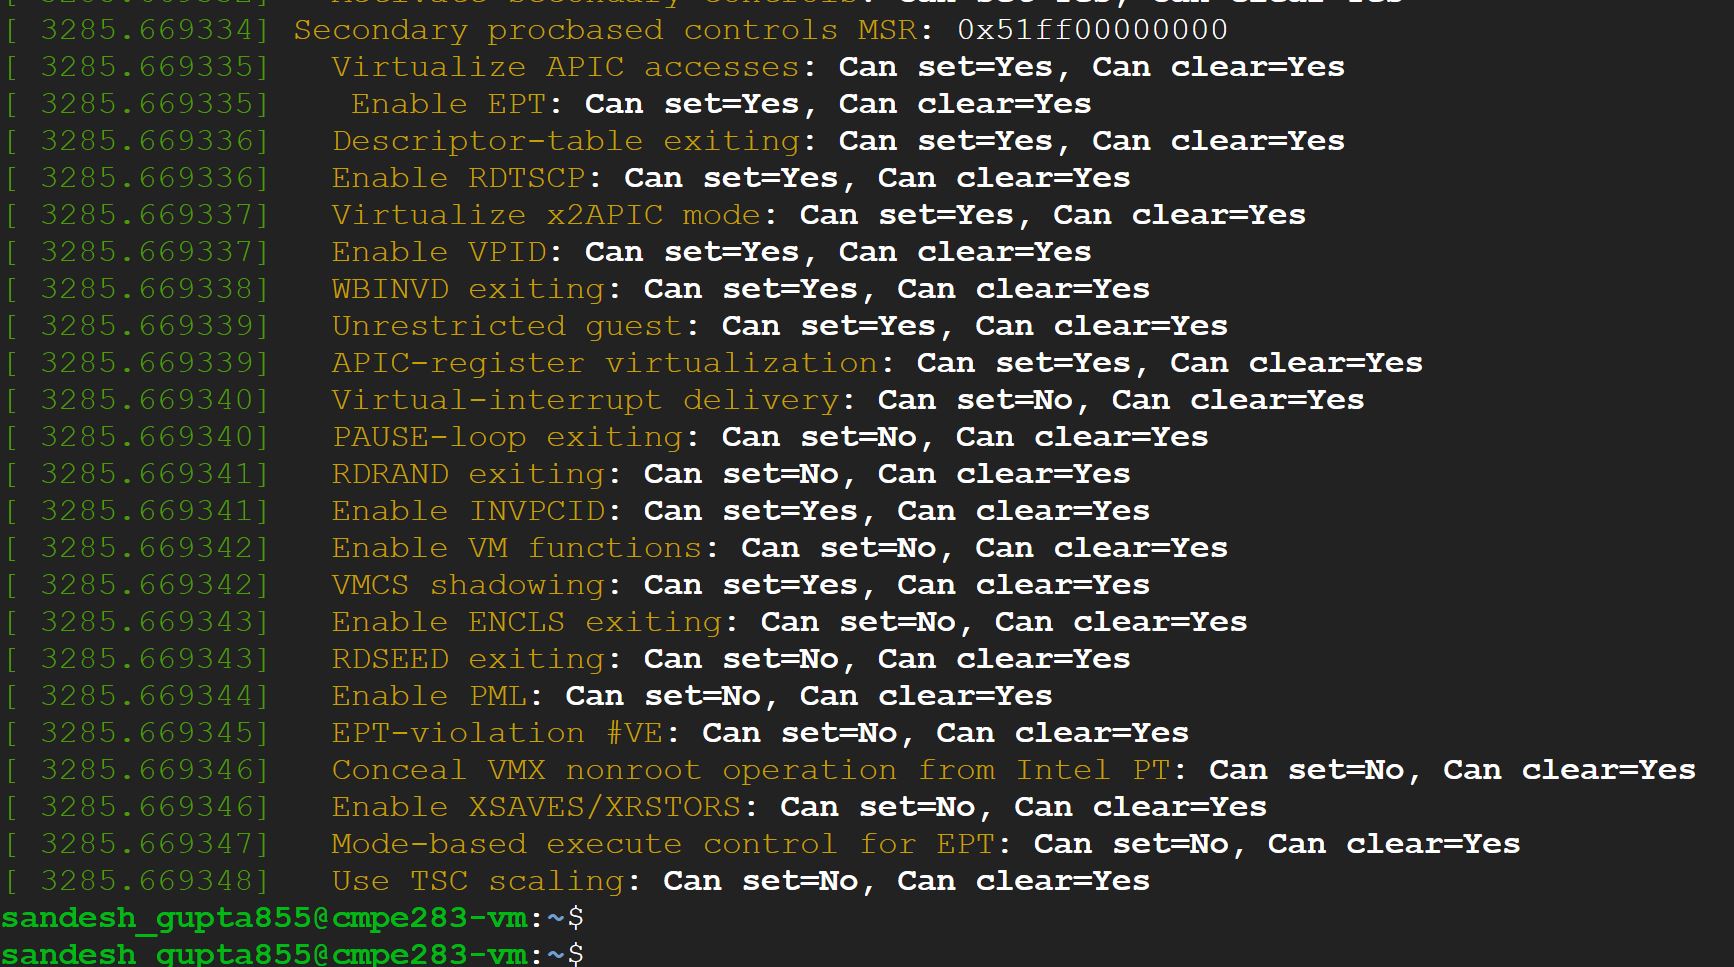 [ 3285.669334] Secondary procbased controls MSR: 0x51ff00000000
[ 3285.669335]   Virtualize APIC accesses: Can set=Yes, Can clear=Yes
[ 3285.669335]    Enable EPT: Can set=Yes, Can clear=Yes
[ 3285.669336]   Descriptor-table exiting: Can set=Yes, Can clear=Yes
[ 3285.669336]   Enable RDTSCP: Can set=Yes, Can clear=Yes
[ 3285.669337]   Virtualize x2APIC mode: Can set=Yes, Can clear=Yes
[ 3285.669337]   Enable VPID: Can set=Yes, Can clear=Yes
[ 3285.669338]   WBINVD exiting: Can set=Yes, Can clear=Yes
[ 3285.669339]   Unrestricted guest: Can set=Yes, Can clear=Yes
[ 3285.669339]   APIC-register virtualization: Can set=Yes, Can clear=Yes
[ 3285.669340]   Virtual-interrupt delivery: Can set=No, Can clear=Yes
[ 3285.669340]   PAUSE-loop exiting: Can set=No, Can clear=Yes
[ 3285.669341]   RDRAND exiting: Can set=No, Can clear=Yes
[ 3285.669341]   Enable INVPCID: Can set=Yes, Can clear=Yes
[ 3285.669342]   Enable VM functions: Can set=No, Can clear=Yes
[ 3285.669342]   VMCS shadowing: Can set=Yes, Can clear=Yes
[ 3285.669343]   Enable ENCLS exiting: Can set=No, Can clear=Yes
[ 3285.669343]   RDSEED exiting: Can set=No, Can clear=Yes
[ 3285.669344]   Enable PML: Can set=No, Can clear=Yes
[ 3285.669345]   EPT-violation #VE: Can set=No, Can clear=Yes
[ 3285.669346]   Conceal VMX nonroot operation from Intel PT: Can set=No, Can clear=Yes
[ 3285.669346]   Enable XSAVES/XRSTORS: Can set=No, Can clear=Yes
[ 3285.669347]   Mode-based execute control for EPT: Can set=No, Can clear=Yes
[ 3285.669348]   Use TSC scaling: Can set=No, Can clear=Yes
sandesh_gupta855@cmpe283-vm:~$
sandesh_gupta855@cmpe283-vm:~$